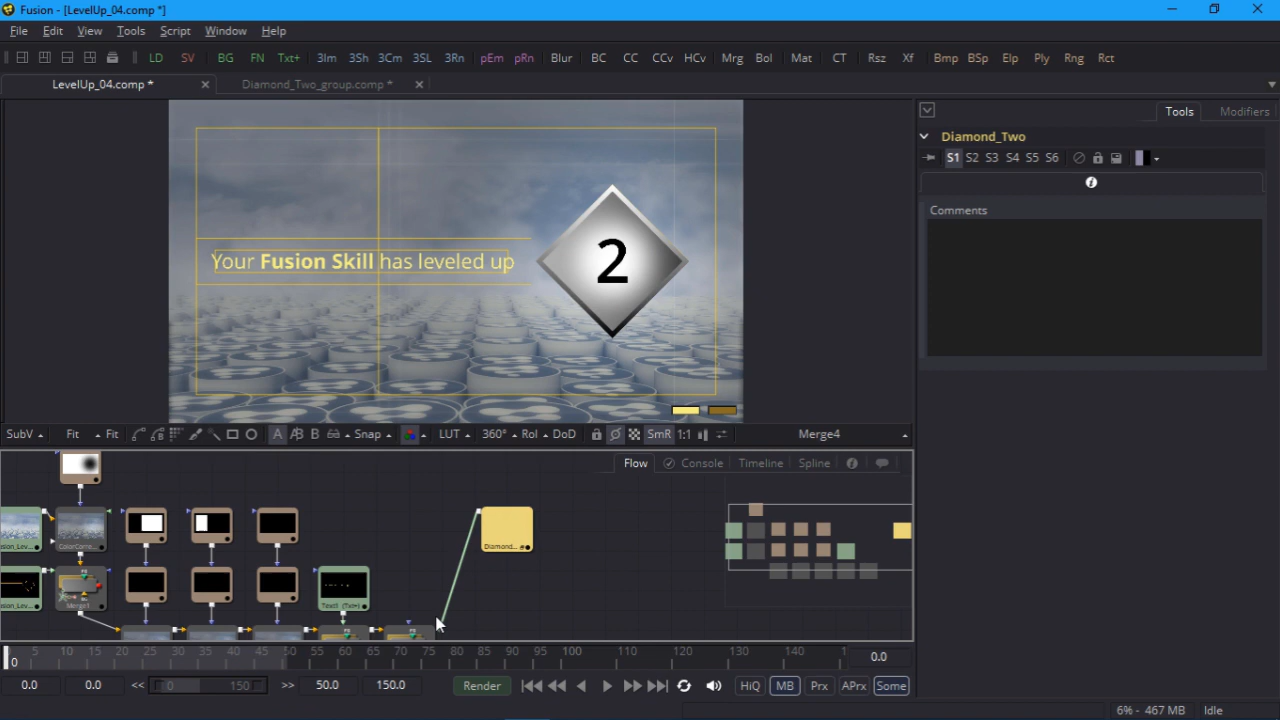 Fusion - [LevelUp_04.comp *]
File Edit View Tools Script Window Help
LD SV BG FN Txt+ 3Im 3Sh 3Cm 3SL 3Rn pEm pRn Blur BC CC CCv HCv Mrg Bol Mat CT Rsz Xf Bmp BSp Elp Ply Rng Rct
LevelUp_04.comp * Diamond_Two_group.comp *
Tools Modifiers
Diamond_Two
S1 S2 S3 S4 S5 S6
Comments
Your Fusion Skill has leveled up
2
SubV Fit Fit A A|B B Snap LUT 360° RoI DoD SmR 1:1 Merge4
Flow Console Timeline Spline
Diamond...
ColorCorre...
Merge1
Text1 (Txt+)
0 5 10 15 20 25 30 35 40 45 50 55 60 65 70 75 80 85 90 95 100 110 120 130 140 0.0
0.0 0.0 << 0 150 >> 50.0 150.0 Render HiQ MB Prx APrx Some
6% - 467 MB Idle